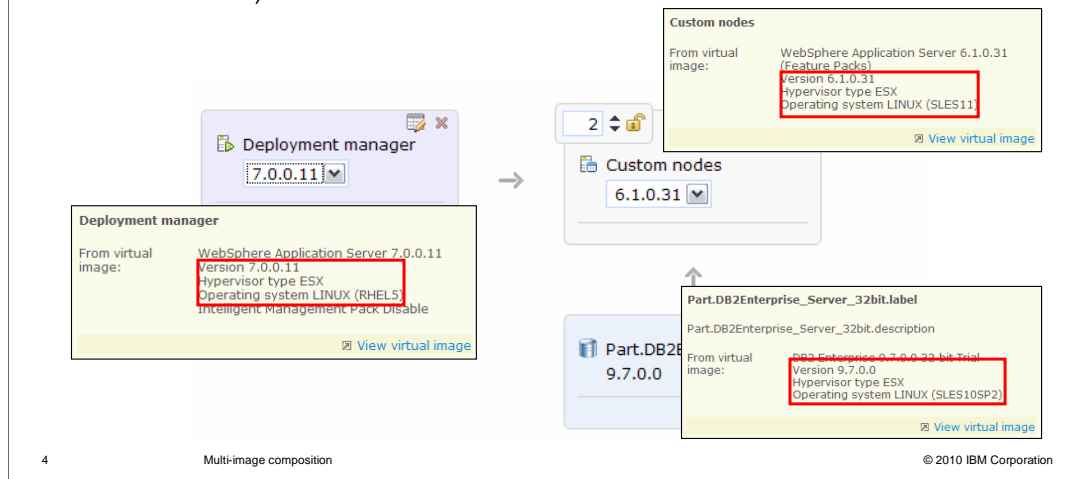 Custom nodes
From virtual image:
WebSphere Application Server 6.1.0.31
(Feature Packs)
Version 6.1.0.31
Hypervisor type ESX
Operating system LINUX (SLES11)
View virtual image
Deployment manager
7.0.0.11
2
Custom nodes
6.1.0.31
Deployment manager
From virtual image:
WebSphere Application Server 7.0.0.11
Version 7.0.0.11
Hypervisor type ESX
Operating system LINUX (RHEL5)
Intelligent Management Pack Disable
View virtual image
Part.DB2E
9.7.0.0
Part.DB2Enterprise_Server_32bit.label
Part.DB2Enterprise_Server_32bit.description
From virtual image:
DB2 Enterprise 9.7.0.0 32-bit Trial
Version 9.7.0.0
Hypervisor type ESX
Operating system LINUX (SLES10SP2)
View virtual image
4
Multi-image composition
© 2010 IBM Corporation